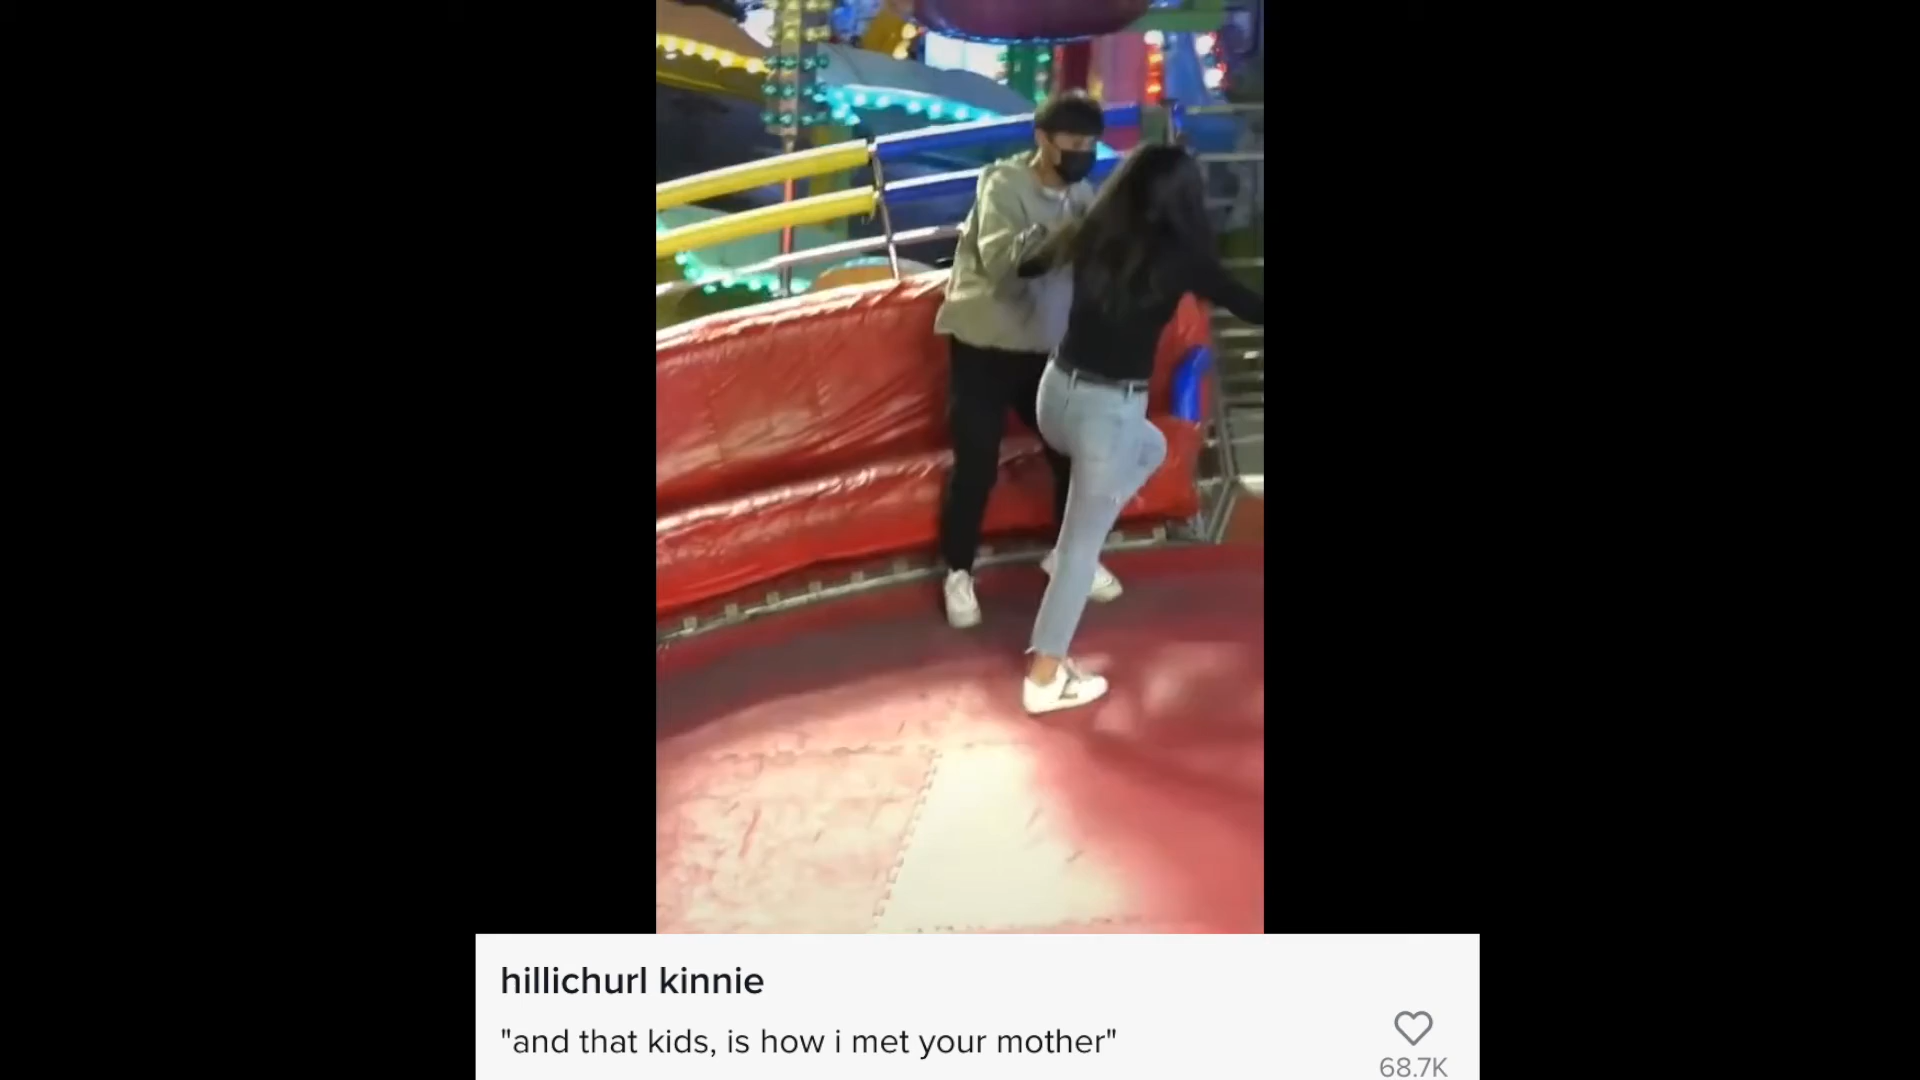 hillichurl kinnie
"and that kids, is how i met your mother"
68.7K